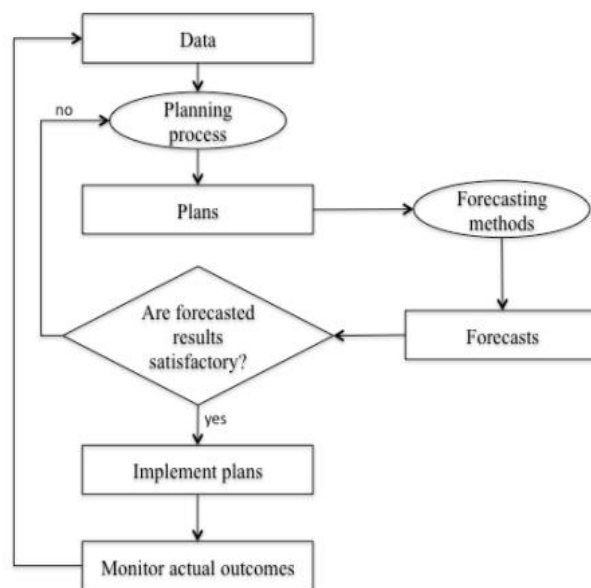 Data
no
Planning
process
Plans
Forecasting
methods
Are forecasted
results
satisfactory?
Forecasts
yes
Implement plans
Monitor actual outcomes